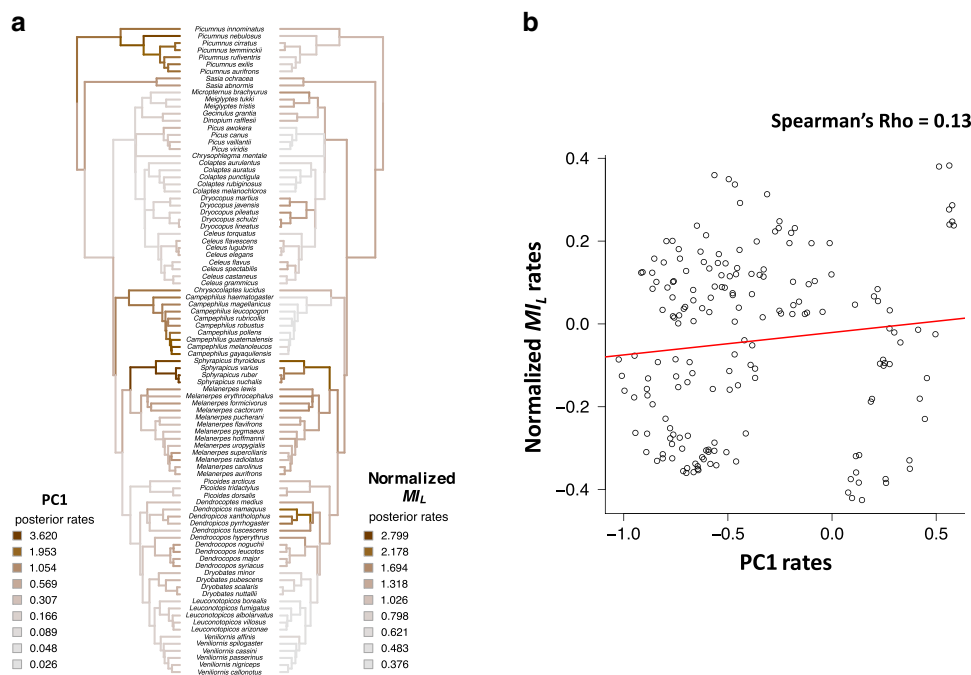 a
Picumnus innominatus
Picumnus nebulosus
Picumnus cirratus
Picumnus temminckii
Picumnus rufiventris
Picumnus exilis
Picumnus aurifrons
Sasia ochracea
Sasia abnormis
Micropternus brachyurus
Meiglyptes tukki
Meiglyptes tristis
Gecinulus grantia
Dinopium rafflesii
Picus awokera
Picus canus
Picus vaillantii
Picus viridis
Chrysophlegma mentale
Colaptes aurulentus
Colaptes auratus
Colaptes punctigula
Colaptes rubiginosus
Colaptes melanochloros
Dryocopus martius
Dryocopus javensis
Dryocopus pileatus
Dryocopus schulzi
Dryocopus lineatus
Celeus torquatus
Celeus flavescens
Celeus lugubris
Celeus elegans
Celeus flavus
Celeus spectabilis
Celeus castaneus
Celeus grammicus
Chrysocolaptes lucidus
Campephilus haematogaster
Campephilus magellanicus
Campephilus leucopogon
Campephilus rubricollis
Campephilus robustus
Campephilus pollens
Campephilus guatemalensis
Campephilus melanoleucos
Campephilus gayaquilensis
Sphyrapicus thyroideus
Sphyrapicus varius
Sphyrapicus ruber
Sphyrapicus nuchalis
Melanerpes lewis
Melanerpes erythrocephalus
Melanerpes formicivorus
Melanerpes cactorum
Melanerpes pucherani
Melanerpes flavifrons
Melanerpes pygmaeus
Melanerpes hoffmannii
Melanerpes uropygialis
Melanerpes superciliaris
Melanerpes radiolatus
Melanerpes carolinus
Melanerpes aurifrons
Picoides arcticus
Picoides tridactylus
Picoides dorsalis
Dendrocoptes medius
Dendropicos namaquus
Dendropicos xantholophus
Dendropicos pyrrhogaster
Dendropicos fuscescens
Dendrocopos hyperythrus
Dendrocopos noguchii
Dendrocopos leucotos
Dendrocopos major
Dendrocopos syriacus
Dryobates minor
Dryobates pubescens
Dryobates scalaris
Dryobates nuttallii
Leuconotopicos borealis
Leuconotopicos fumigatus
Leuconotopicos albolarvatus
Leuconotopicos villosus
Leuconotopicos arizonae
Veniliornis affinis
Veniliornis spilogaster
Veniliornis cassini
Veniliornis passerinus
Veniliornis nigriceps
Veniliornis callonotus
PC1
posterior rates
3.620
1.953
1.054
0.569
0.307
0.166
0.089
0.048
0.026
Normalized
MI_L
posterior rates
2.799
2.178
1.694
1.318
1.026
0.798
0.621
0.483
0.376
b
Spearman's Rho = 0.13
Normalized MI_L rates
0.4
0.2
0.0
−0.2
−0.4
−1.0 −0.5 0.0 0.5
PC1 rates